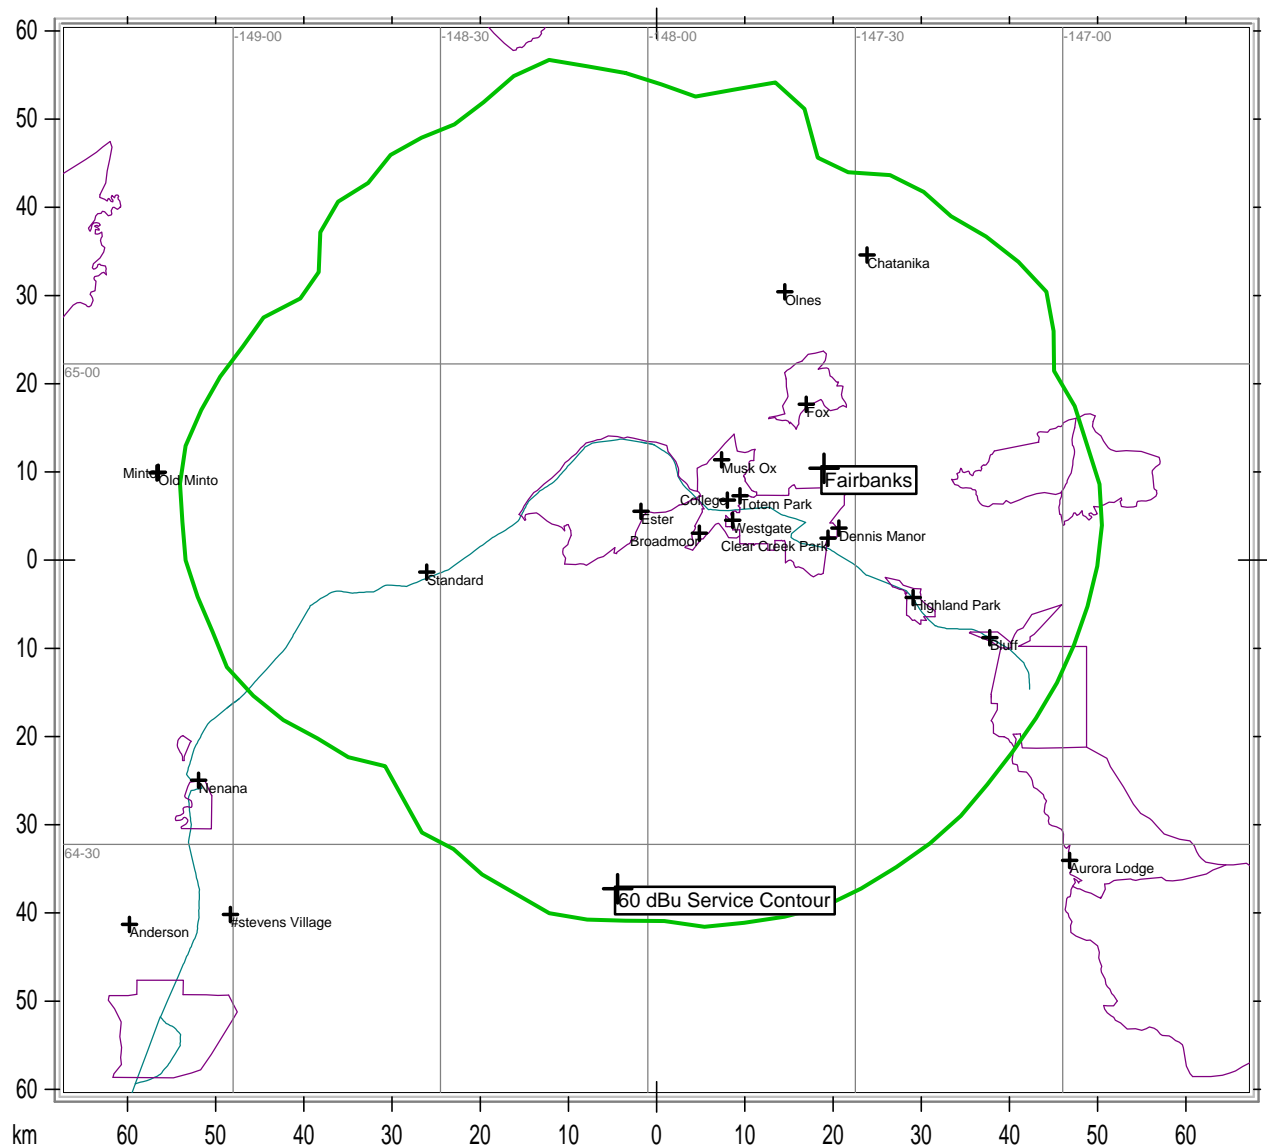 60
-149-00
-148-30
-148-00
-147-30
-147-00
50
40
Chatanika
30
Olnes
65-00
20
Fox
10
Minto
Old Minto
Musk Ox
Fairbanks
College
Totem Park
Ester
Westgate
Dennis Manor
Broadmoor
Clear Creek Park
0
Standard
Highland Park
10
Bluff
20
Nenana
30
64-30
Aurora Lodge
60 dBu Service Contour
40
#stevens Village
Anderson
50
60
km 60 50 40 30 20 10 0 10 20 30 40 50 60